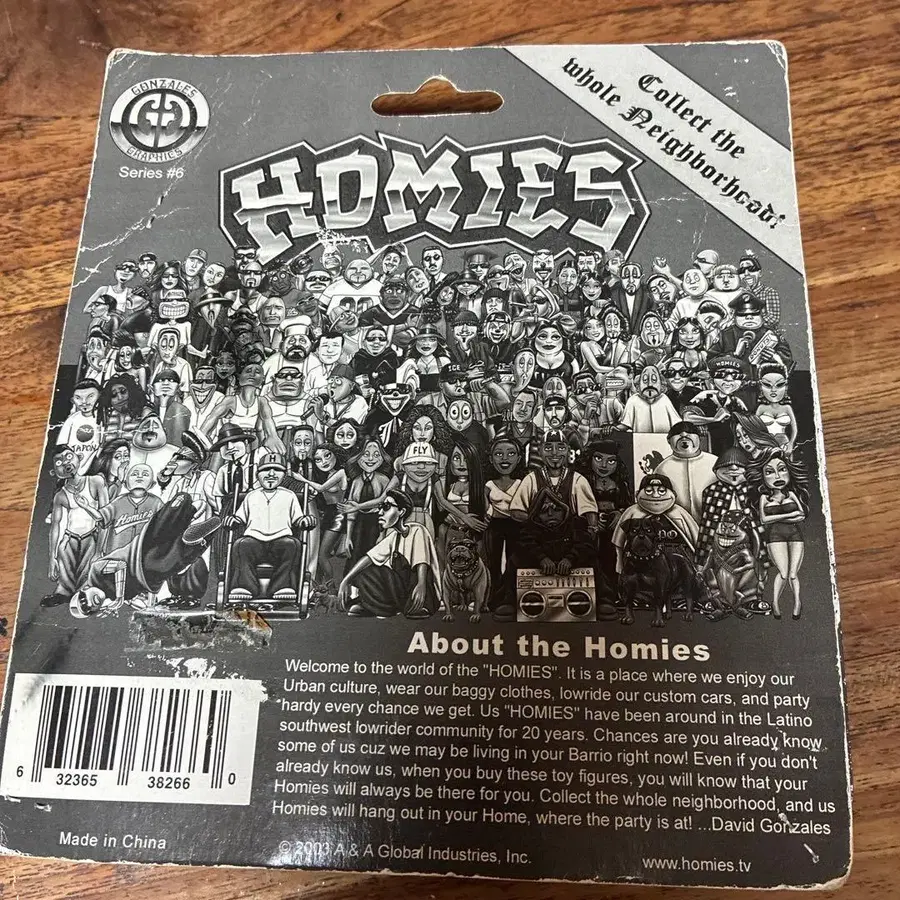 GONZALES
GG
GRAPHICS
Series #6
Collect the
whole Neighborhood!
HOMIES
ICE
HOMIES
JAPON
FLY
H
Homies
About the Homies
Welcome to the world of the "HOMIES". It is a place where we enjoy our
Urban culture, wear our baggy clothes, lowride our custom cars, and party
hardy every chance we get. Us "HOMIES" have been around in the Latino
southwest lowrider community for 20 years. Chances are you already know
some of us cuz we may be living in your Barrio right now! Even if you don't
already know us, when you buy these toy figures, you will know that your
Homies will always be there for you. Collect the whole neighborhood, and us
Homies will hang out in your Home, where the party is at! ...David Gonzales
6 32365 38266 0
Made in China
© 2003 A & A Global Industries, Inc.
www.homies.tv